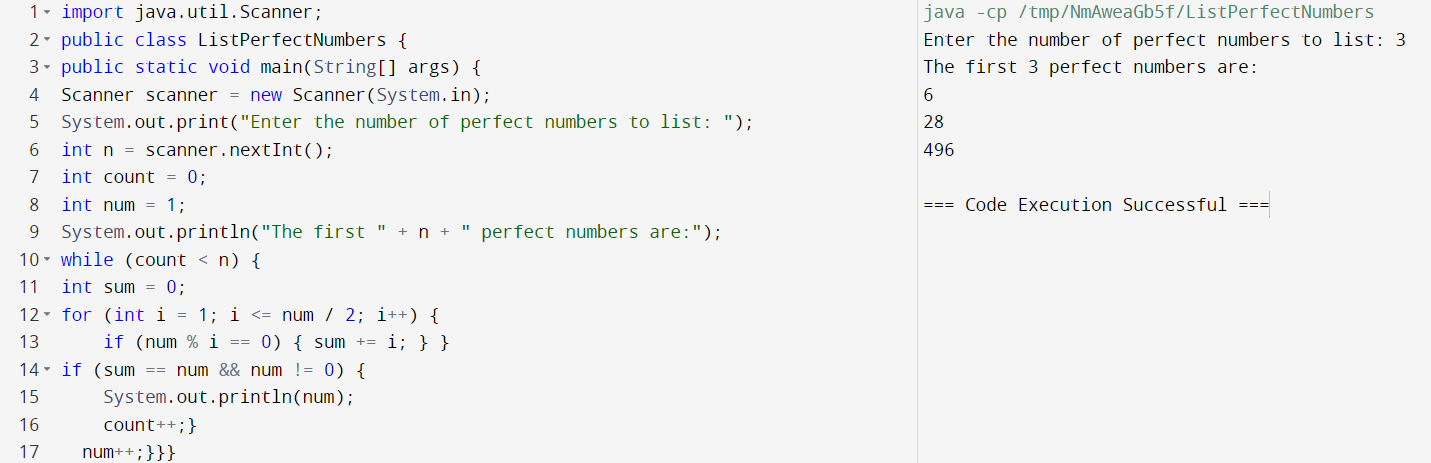 1 import java.util.Scanner;
2 public class ListPerfectNumbers {
3 public static void main(String[] args) {
4 Scanner scanner = new Scanner(System.in);
5 System.out.print("Enter the number of perfect numbers to list: ");
6 int n = scanner.nextInt();
7 int count = 0;
8 int num = 1;
9 System.out.println("The first " + n + " perfect numbers are:");
10 while (count < n) {
11 int sum = 0;
12 for (int i = 1; i <= num / 2; i++) {
13     if (num % i == 0) { sum += i; } }
14 if (sum == num && num != 0) {
15     System.out.println(num);
16     count++;}
17   num++;}}}
java -cp /tmp/NmAweaGb5f/ListPerfectNumbers
Enter the number of perfect numbers to list: 3
The first 3 perfect numbers are:
6
28
496
=== Code Execution Successful ===